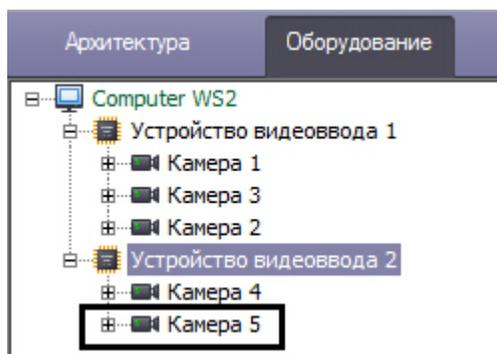 Архитектура Оборудование
Computer WS2
Устройство видеоввода 1
Камера 1
Камера 3
Камера 2
Устройство видеоввода 2
Камера 4
Камера 5